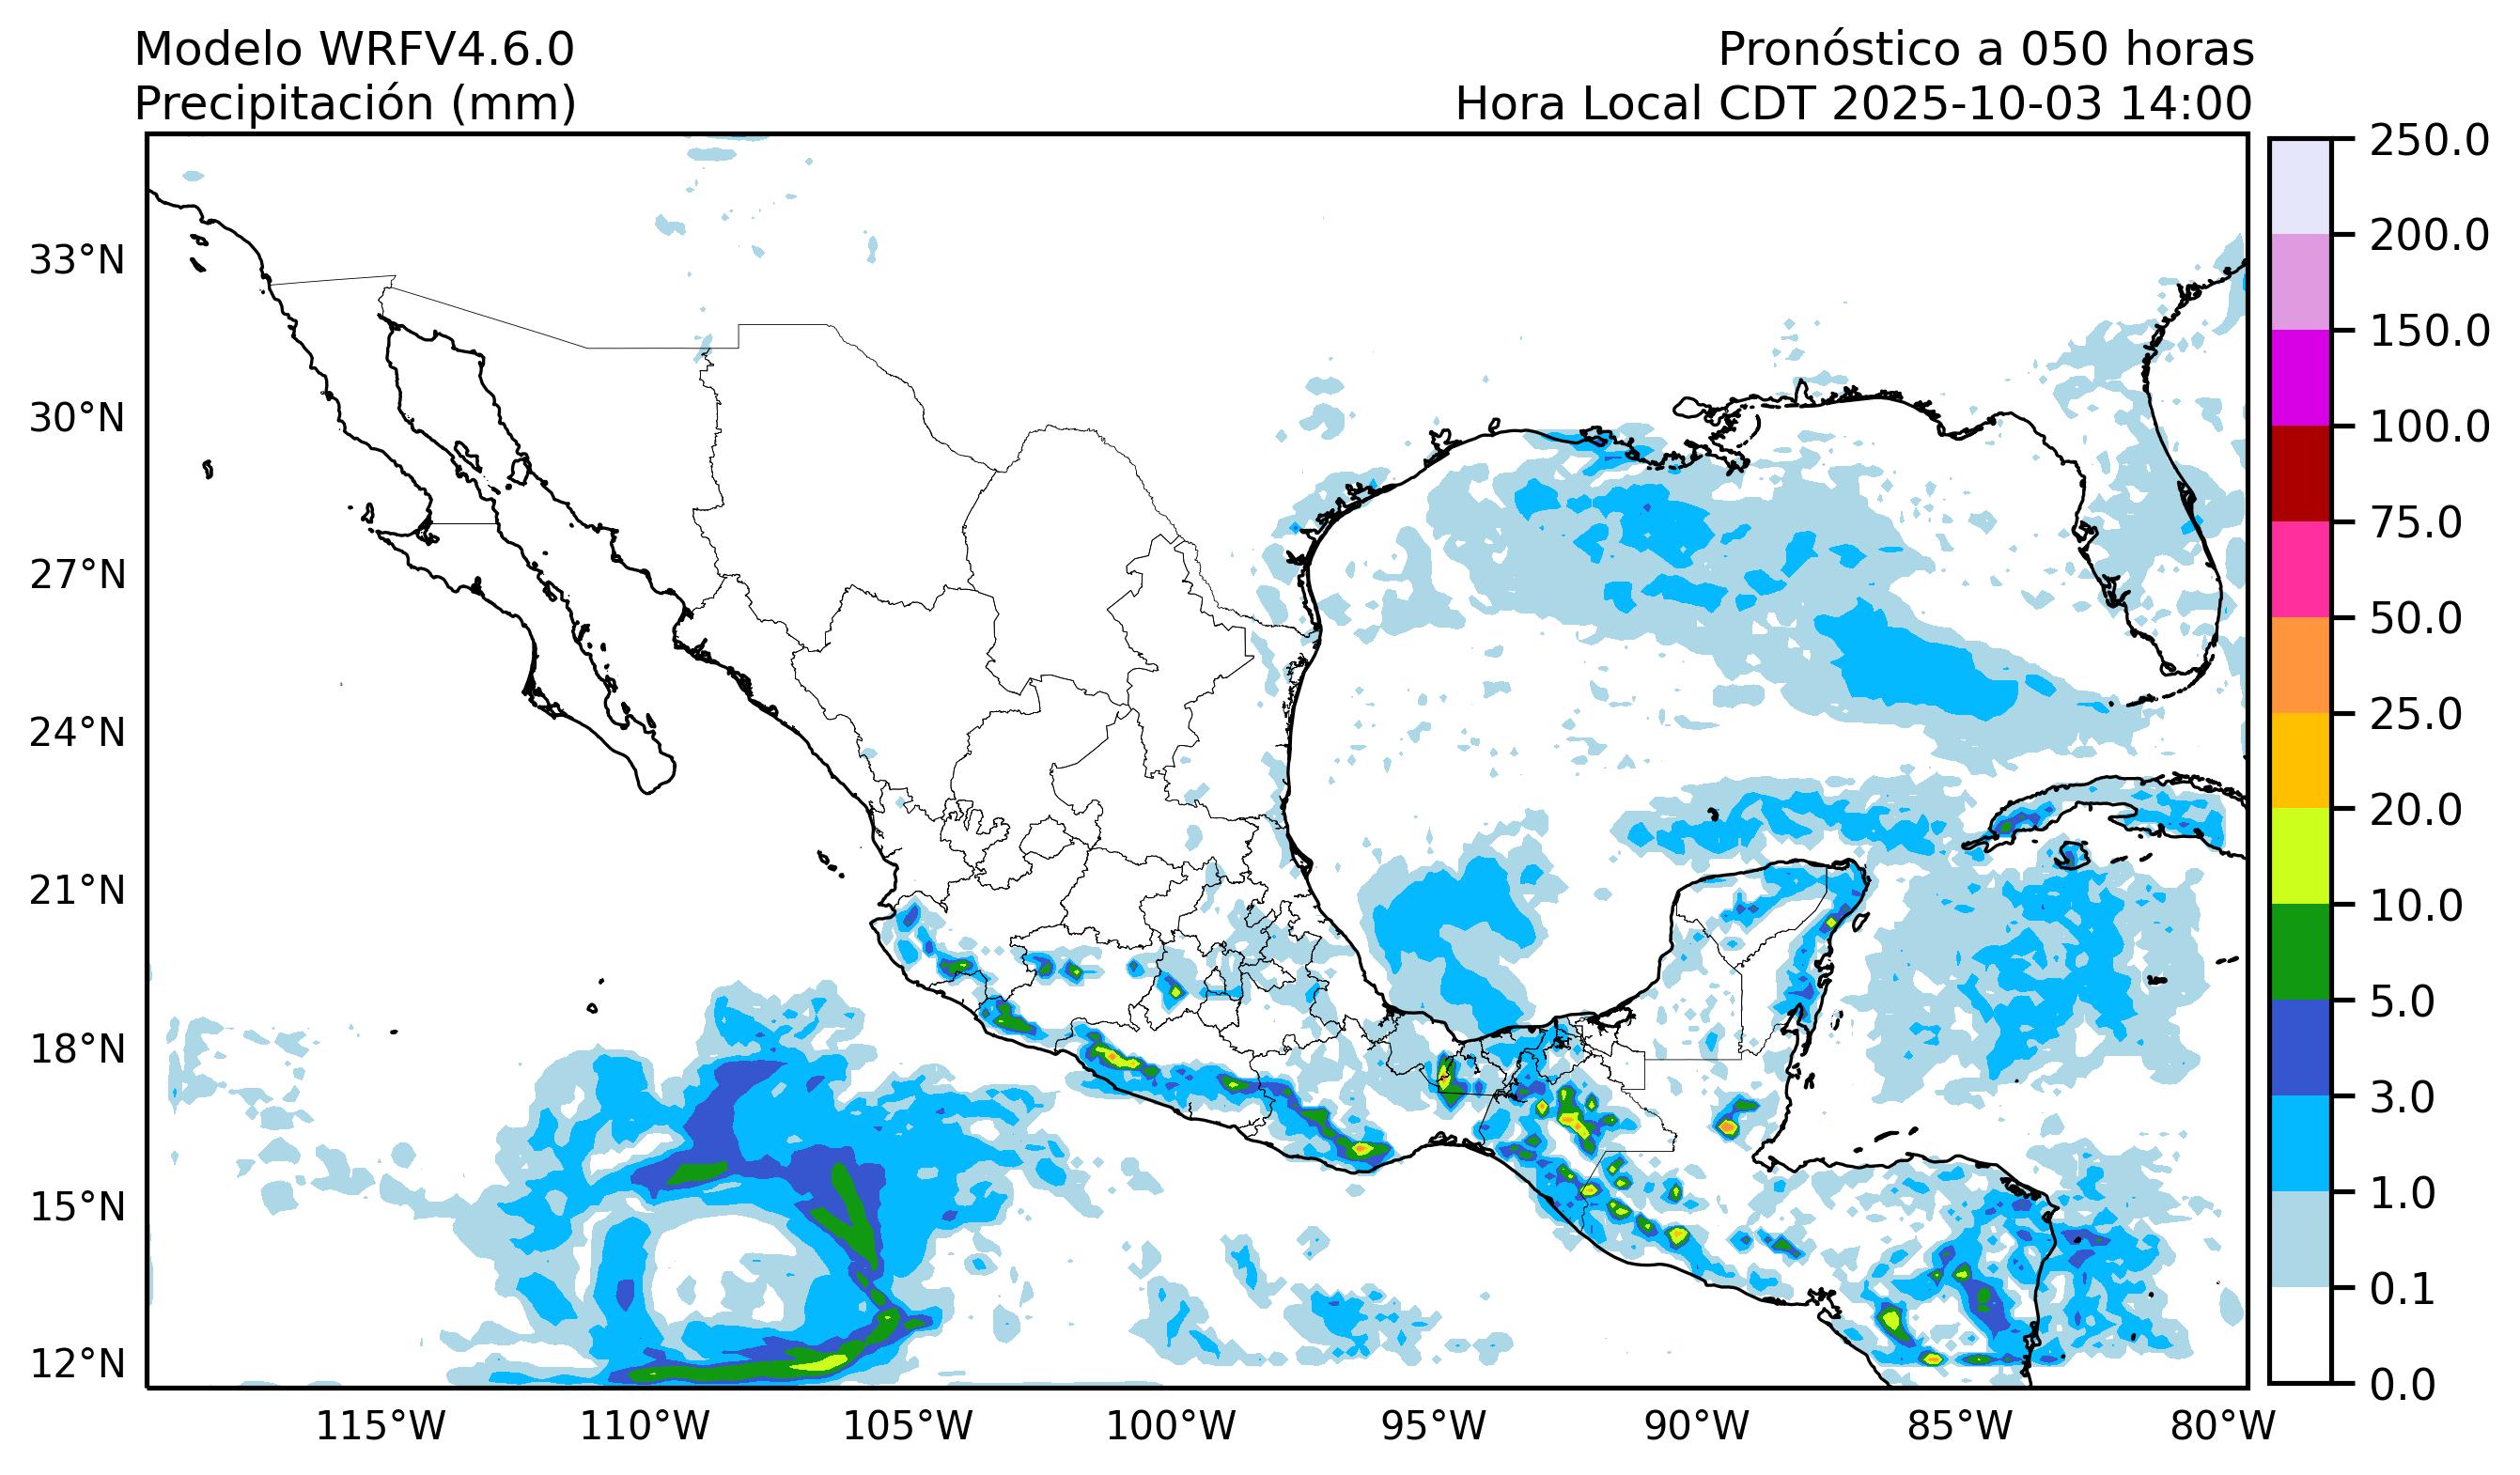 Modelo WRFV4.6.0
Pronóstico a 050 horas
Precipitación (mm)
Hora Local CDT 2025-10-03 14:00
33°N
30°N
27°N
24°N
21°N
18°N
15°N
12°N
115°W
110°W
105°W
100°W
95°W
90°W
85°W
80°W
250.0
200.0
150.0
100.0
75.0
50.0
25.0
20.0
10.0
5.0
3.0
1.0
0.1
0.0